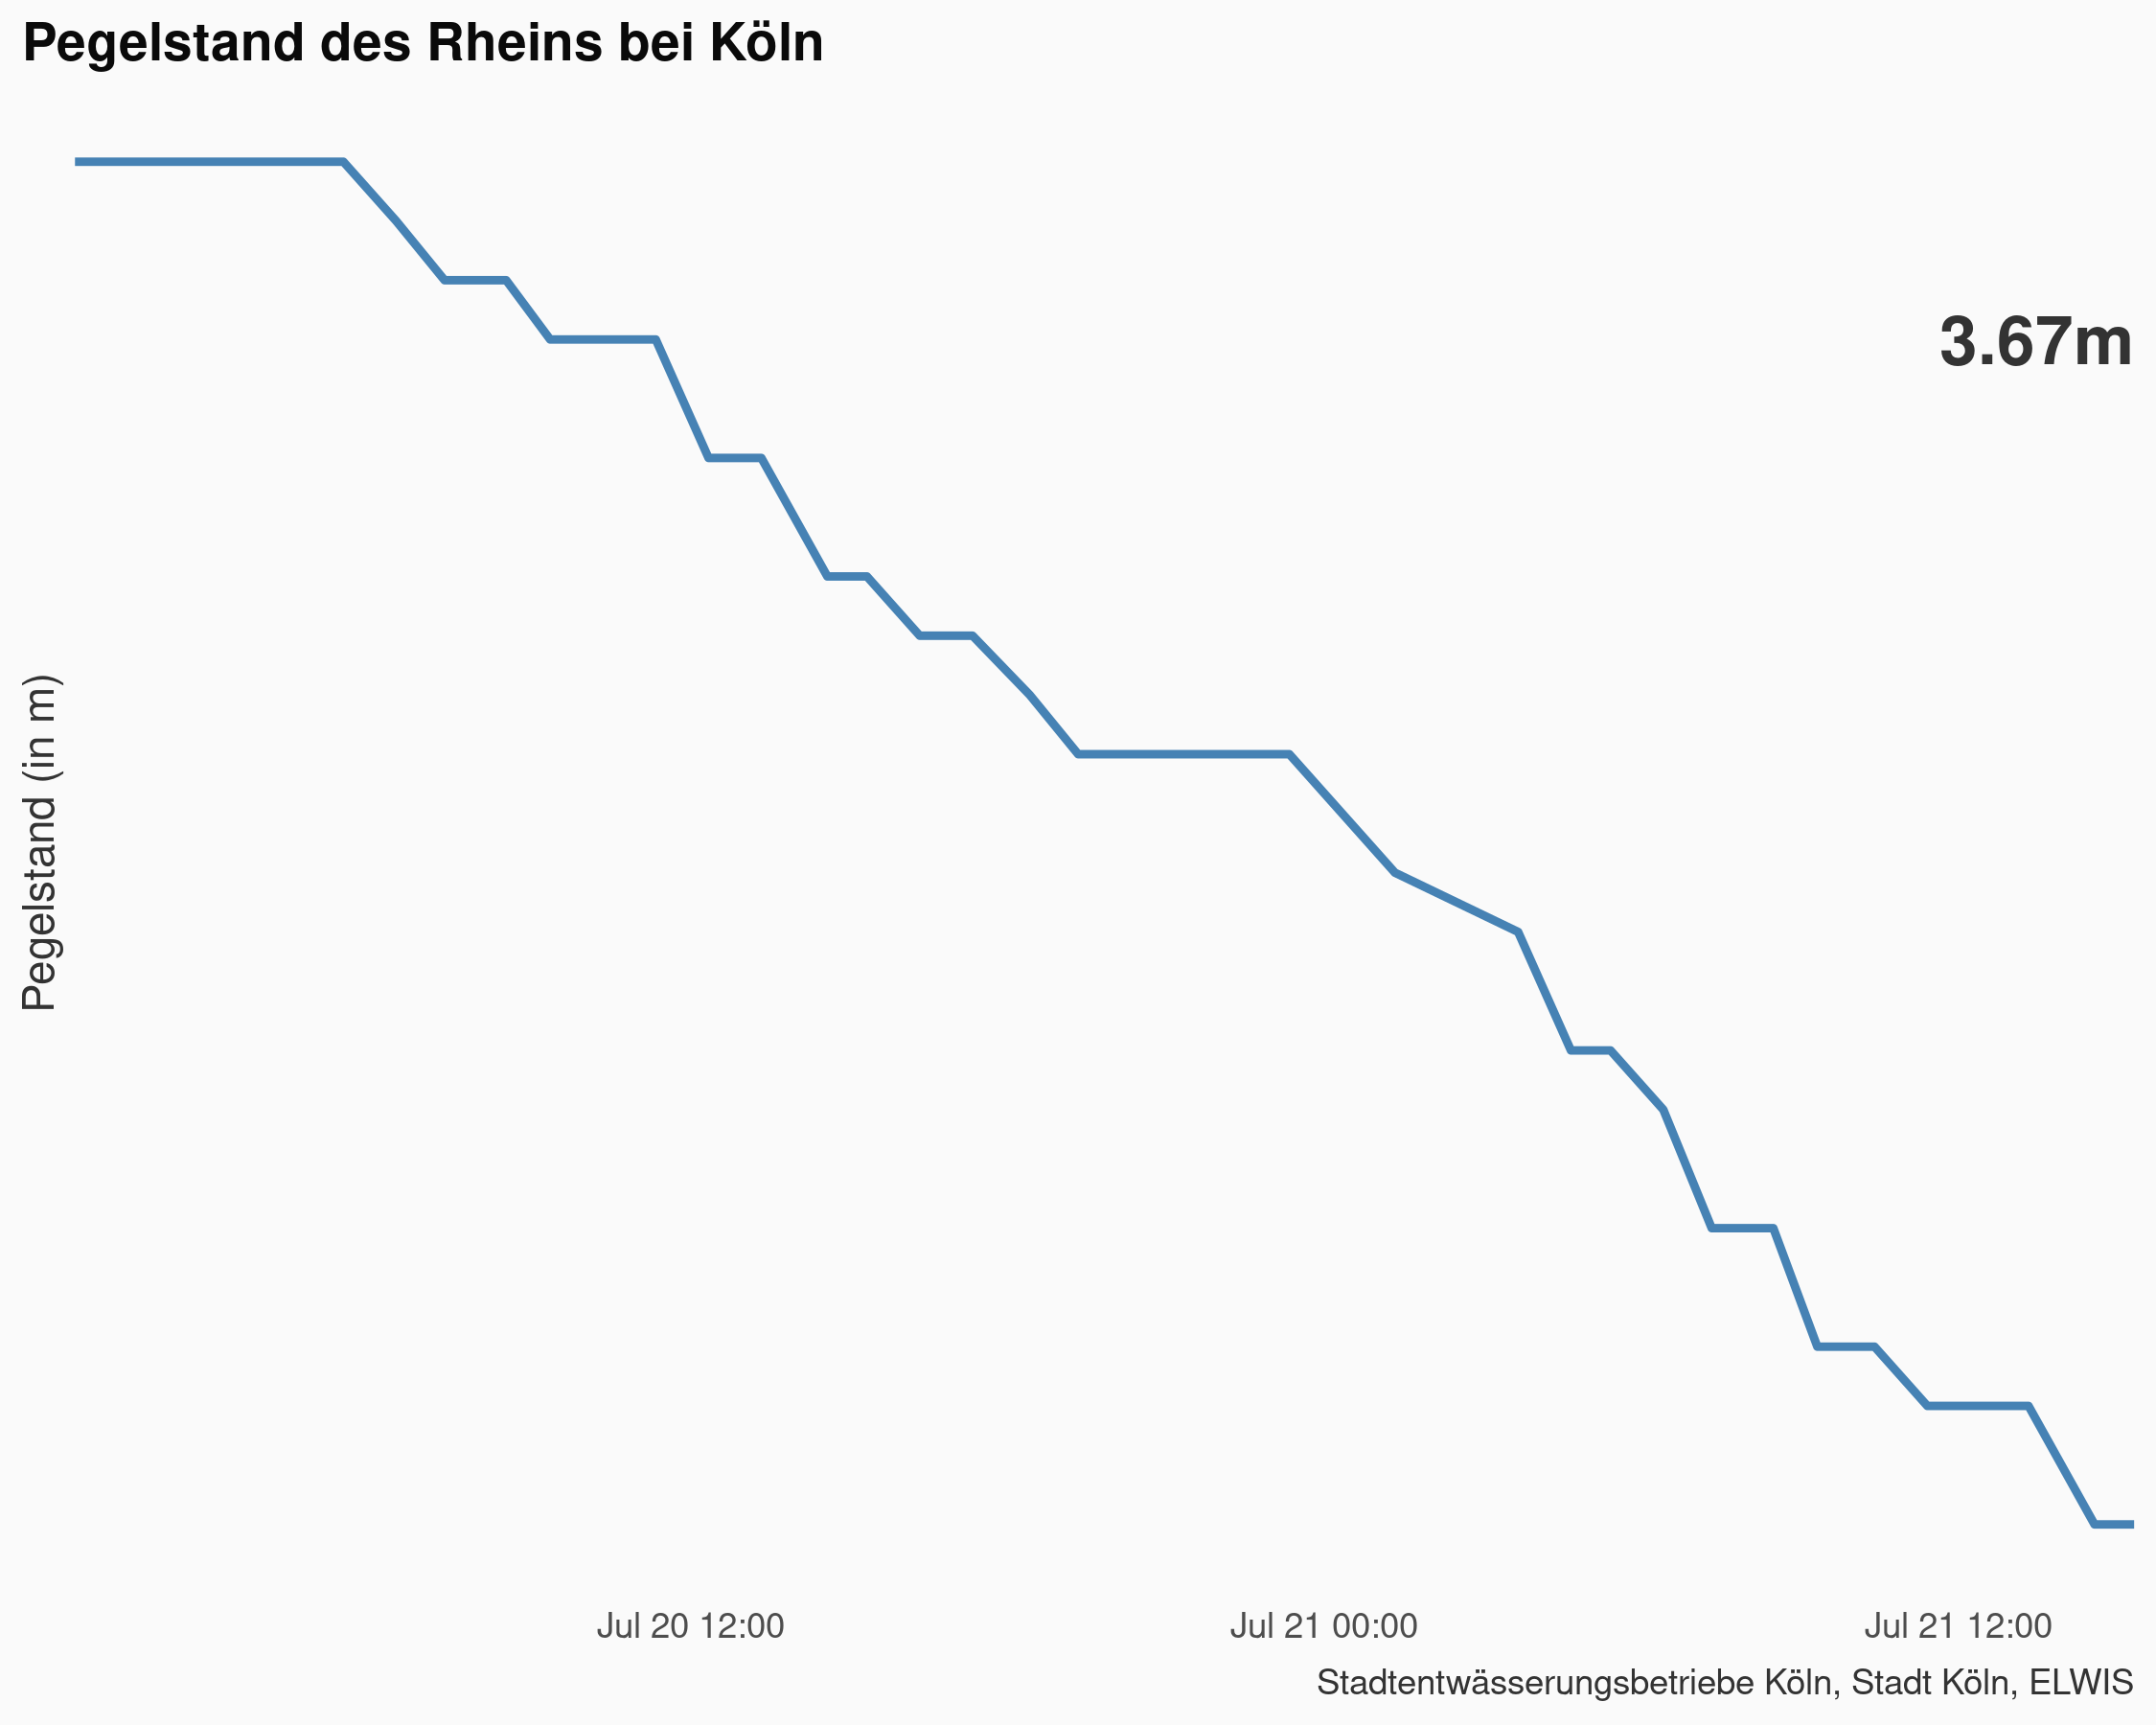 Pegelstand des Rheins bei Köln
3.67m
Pegelstand (in m)
Jul 20 12:00
Jul 21 00:00
Jul 21 12:00
Stadtentwässerungsbetriebe Köln, Stadt Köln, ELWIS